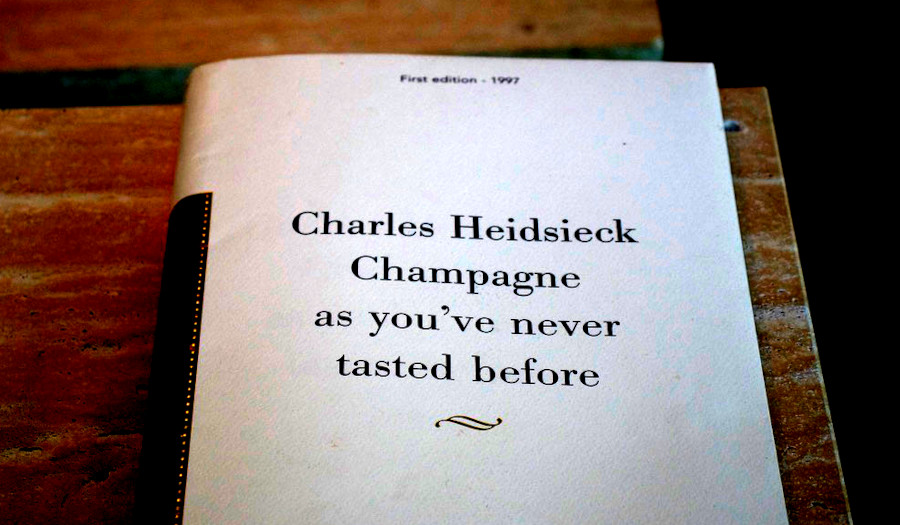 First edition - 1997
Charles Heidsieck
Champagne
as you've never
tasted before